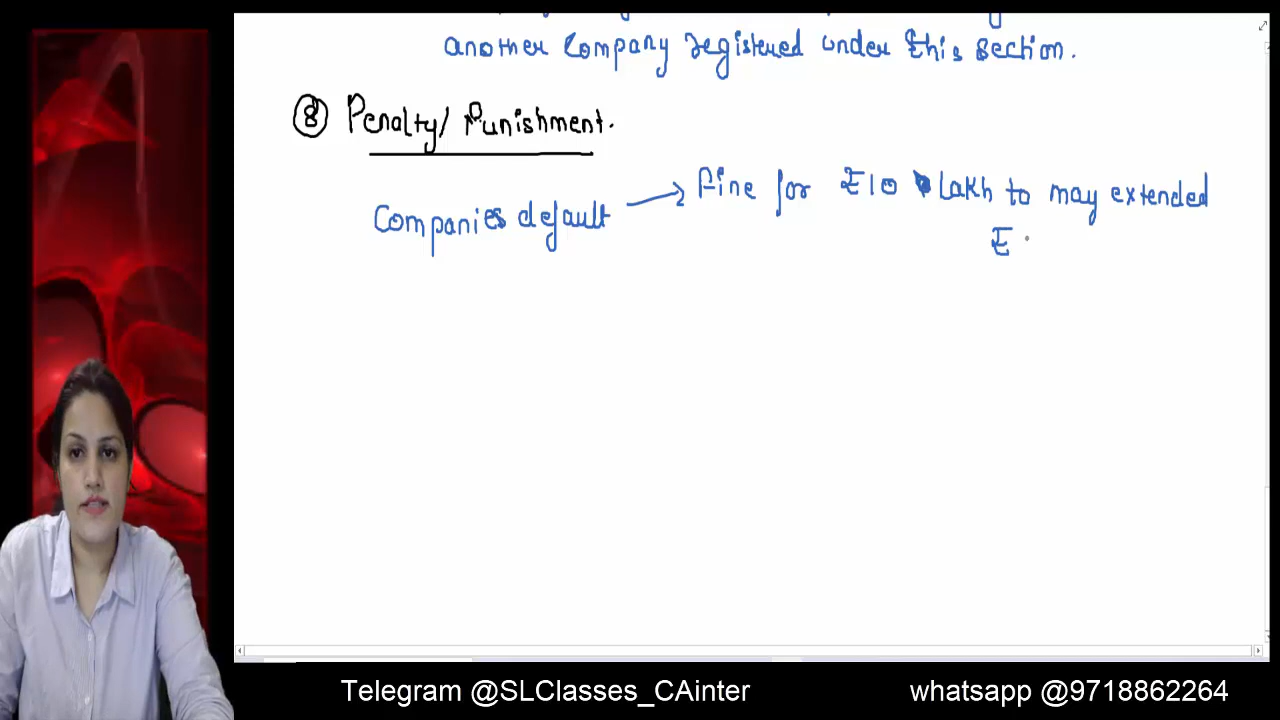 another Company registered under this section.
⑧ Penalty/ Punishment.
Companies default → Fine for ₹10 Lakh to may extended
₹
Telegram @SLClasses_CAinter
whatsapp @9718862264